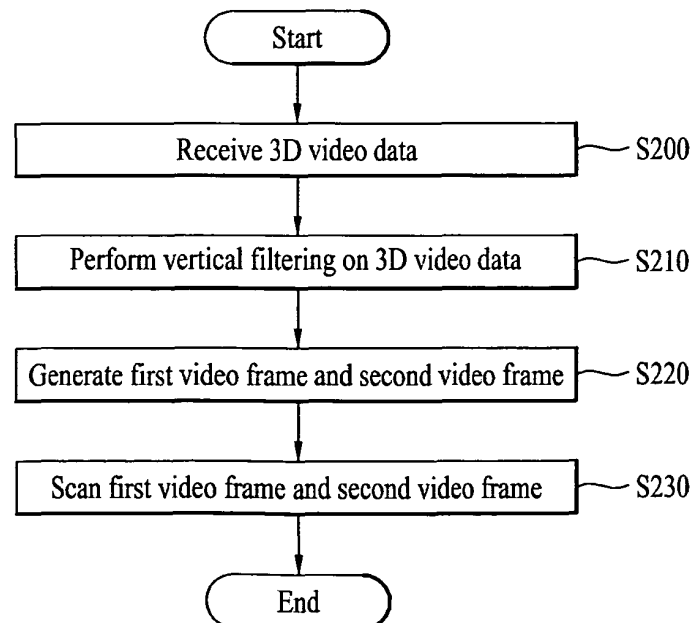 Start
Receive 3D video data S200
Perform vertical filtering on 3D video data S210
Generate first video frame and second video frame S220
Scan first video frame and second video frame S230
End